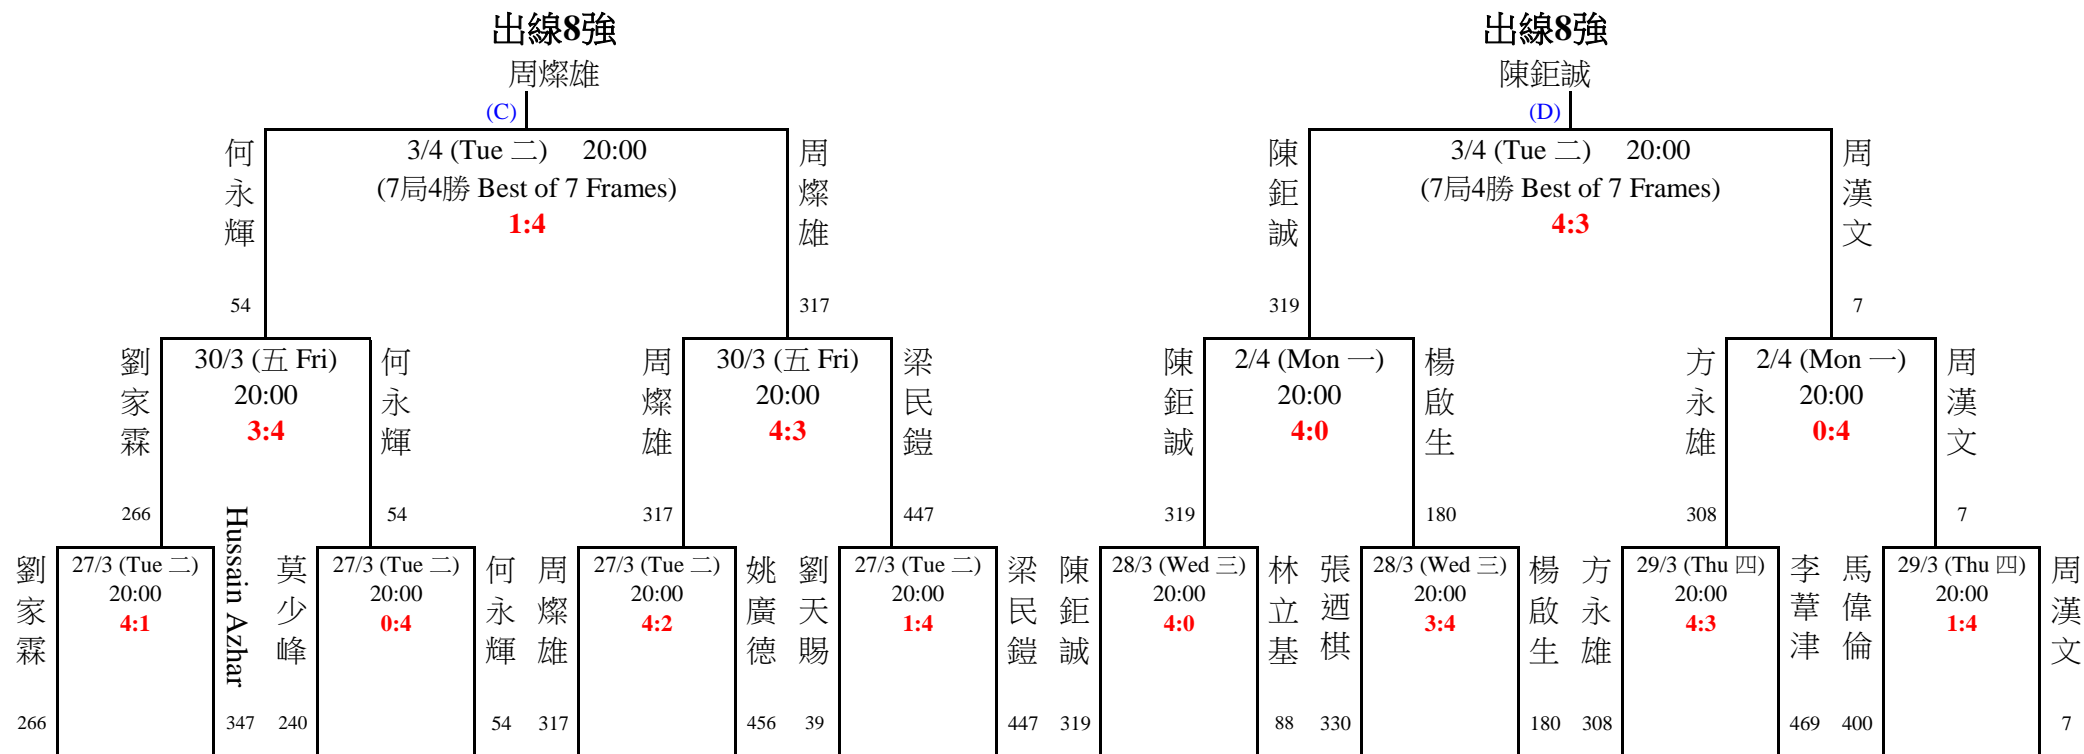 出線8強
出線8強
周燦雄
陳鉅誠
(C)
(D)
何永輝
3/4 (Tue 二) 20:00
(7局4勝 Best of 7 Frames)
1:4
周燦雄
陳鉅誠
3/4 (Tue 二) 20:00
(7局4勝 Best of 7 Frames)
4:3
周漢文
54
317
319
7
劉家霖
30/3 (五 Fri)
20:00
3:4
何永輝
周燦雄
30/3 (五 Fri)
20:00
4:3
梁民鎧
陳鉅誠
2/4 (Mon 一)
20:00
4:0
楊啟生
方永雄
2/4 (Mon 一)
20:00
0:4
周漢文
266
54
317
447
319
180
308
7
劉家霖
27/3 (Tue 二)
20:00
4:1
Hussain Azhar
莫少峰
27/3 (Tue 二)
20:00
0:4
何永輝
周燦雄
27/3 (Tue 二)
20:00
4:2
姚廣德
劉天賜
27/3 (Tue 二)
20:00
1:4
梁民鎧
陳鉅誠
28/3 (Wed 三)
20:00
4:0
林立基
張迺棋
28/3 (Wed 三)
20:00
3:4
楊啟生
方永雄
29/3 (Thu 四)
20:00
4:3
李葦津
馬偉倫
29/3 (Thu 四)
20:00
1:4
周漢文
266
347
240
54
317
456
39
447
319
88
330
180
308
469
400
7